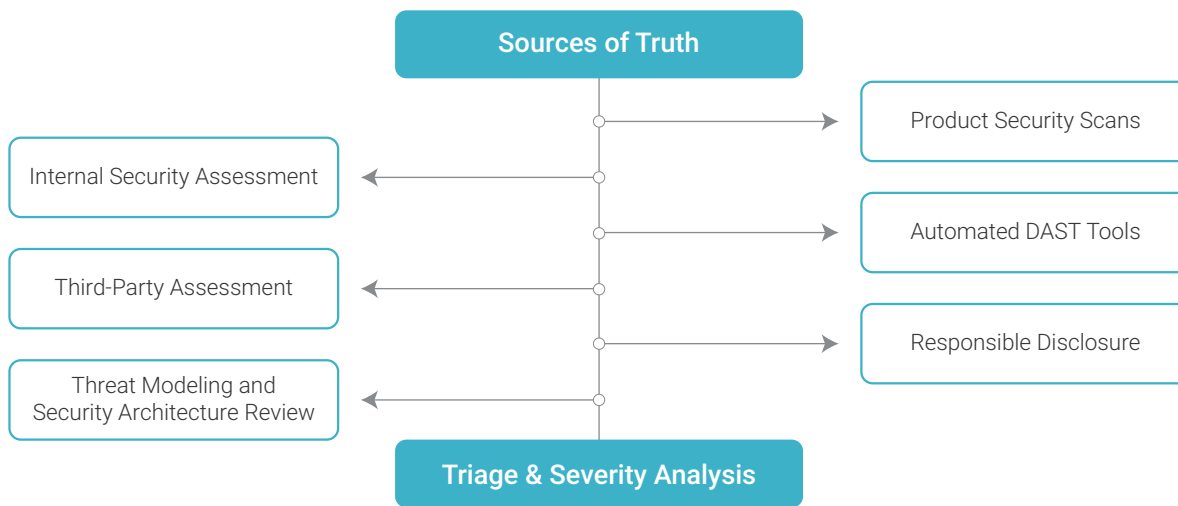 Sources of Truth
Product Security Scans
Internal Security Assessment
Automated DAST Tools
Third-Party Assessment
Responsible Disclosure
Threat Modeling and
Security Architecture Review
Triage & Severity Analysis